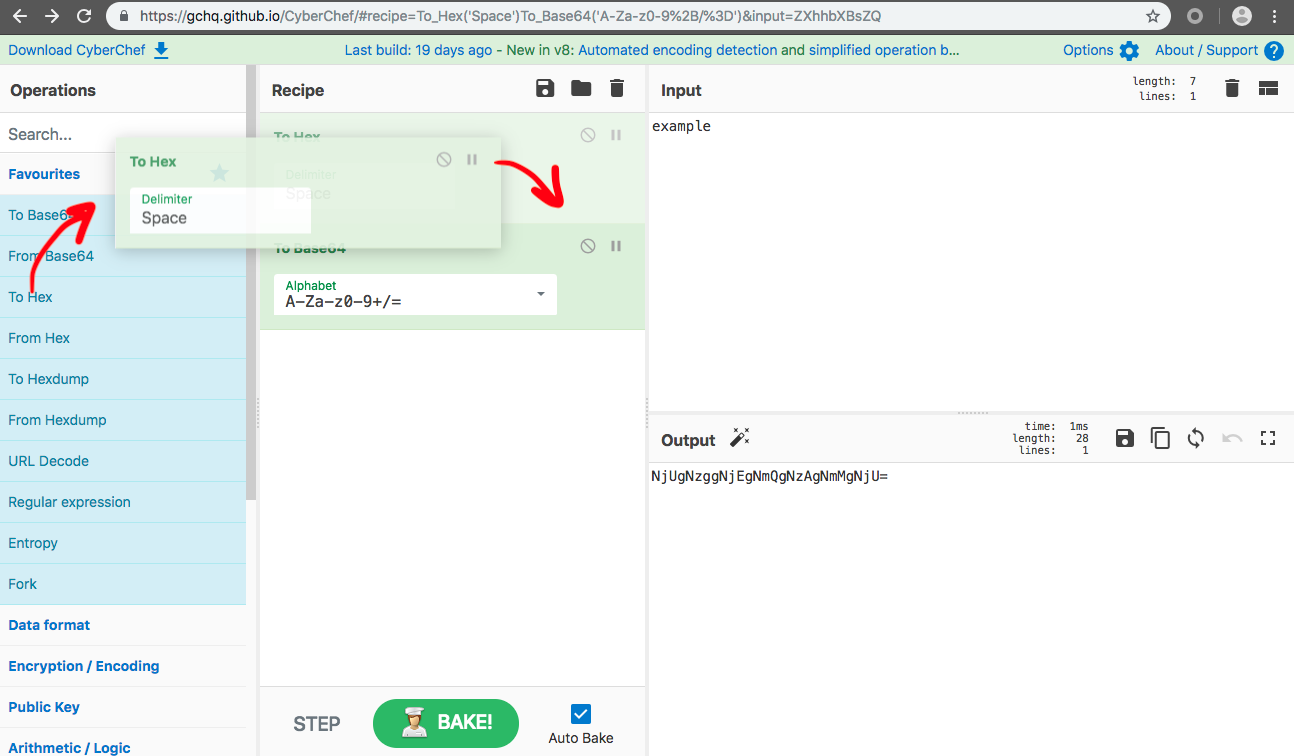 https://gchq.github.io/CyberChef/#recipe=To_Hex('Space')To_Base64('A-Za-z0-9%2B/%3D')&input=ZXhhbXBsZQ
Download CyberChef
Last build: 19 days ago - New in v8: Automated encoding detection and simplified operation b...
Options
About / Support
Operations
Search...
Favourites
To Base64
From Base64
To Hex
From Hex
To Hexdump
From Hexdump
URL Decode
Regular expression
Entropy
Fork
Data format
Encryption / Encoding
Public Key
Arithmetic / Logic
Recipe
To Hex
Delimiter
Space
To Hex
Delimiter
Space
To Base64
Alphabet
A-Za-z0-9+/=
STEP
BAKE!
Auto Bake
Input
length: 7
lines: 1
example
Output
time: 1ms
length: 28
lines: 1
NjUgNzggNjEgNmQgNzAgNmMgNjU=